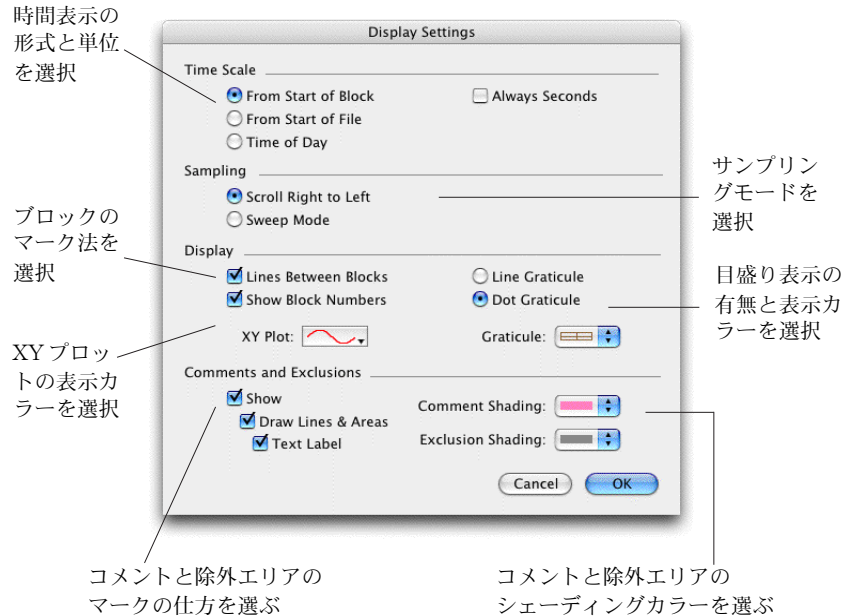 時間表示の
形式と単位
を選択
Display Settings
Time Scale
From Start of Block
Always Seconds
From Start of File
Time of Day
Sampling
Scroll Right to Left
Sweep Mode
サンプリン
グモードを
選択
ブロックの
マーク法を
選択
Display
Lines Between Blocks
Line Graticule
Show Block Numbers
Dot Graticule
XY Plot:
Graticule:
目盛り表示の
有無と表示カ
ラーを選択
XY プロッ
トの表示カ
ラーを選択
Comments and Exclusions
Show
Comment Shading:
Draw Lines & Areas
Text Label
Exclusion Shading:
Cancel
OK
コメントと除外エリアの
マークの仕方を選ぶ
コメントと除外エリアの
シェーディングカラーを選ぶ